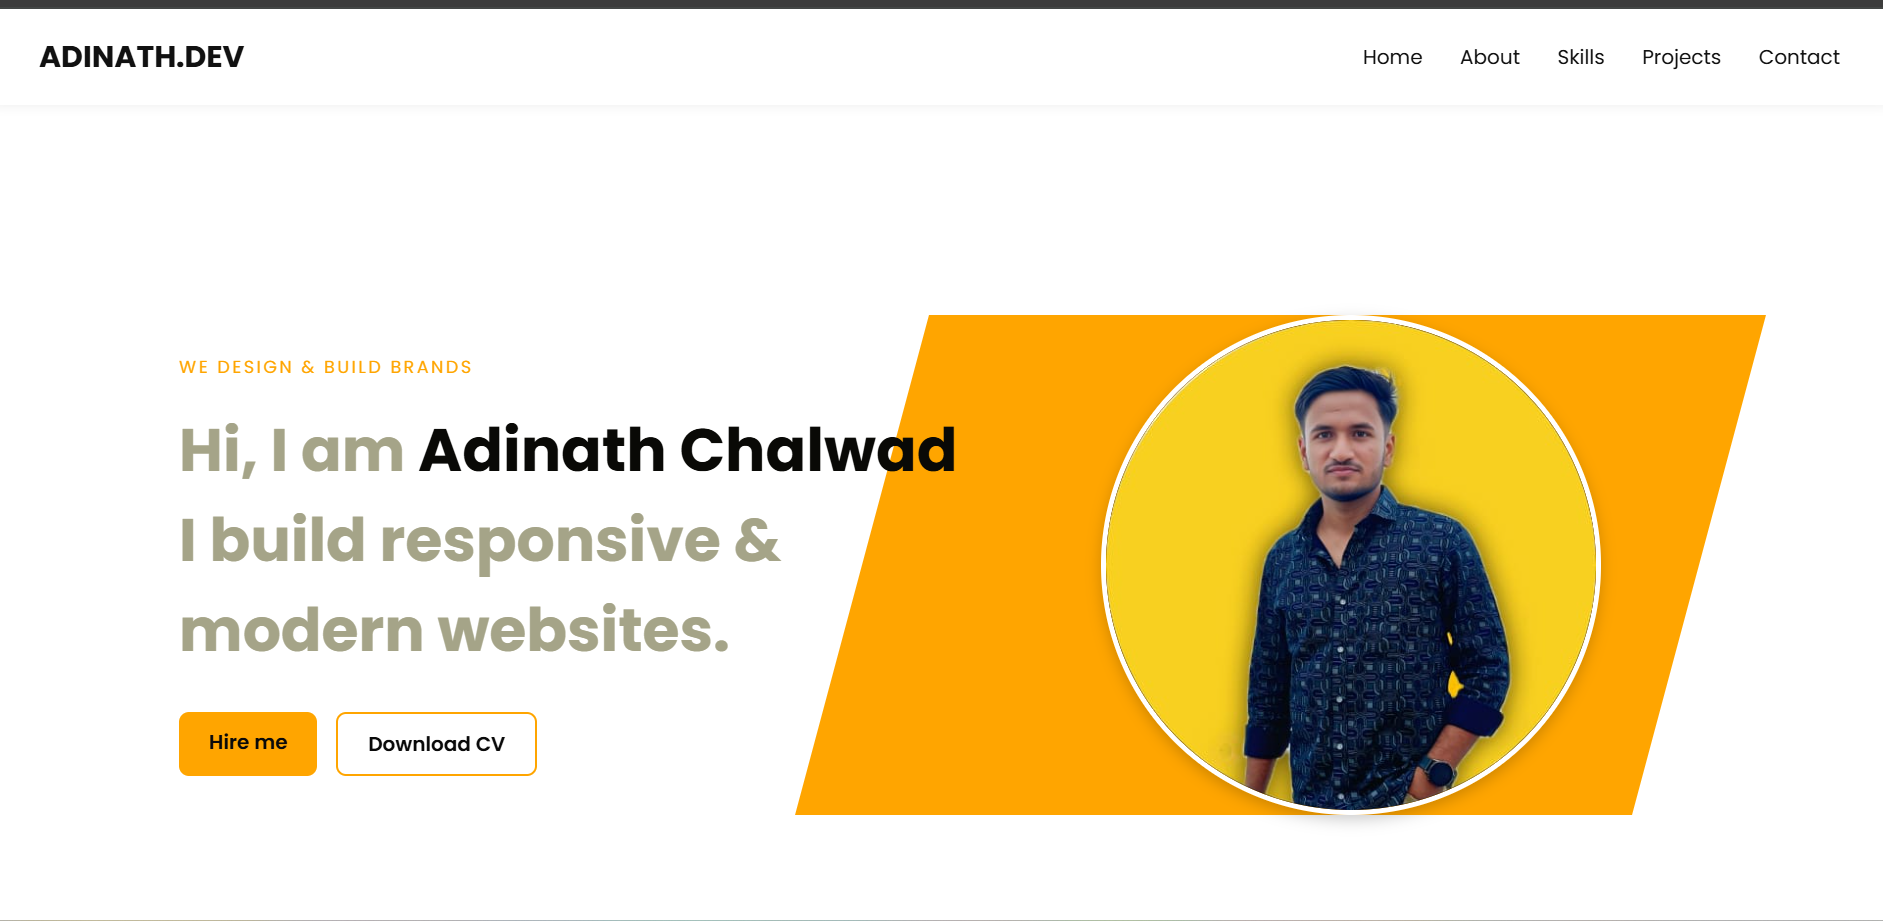 ADINATH.DEV
Home About Skills Projects Contact
WE DESIGN & BUILD BRANDS
Hi, I am Adinath Chalwad
I build responsive &
modern websites.
Hire me Download CV